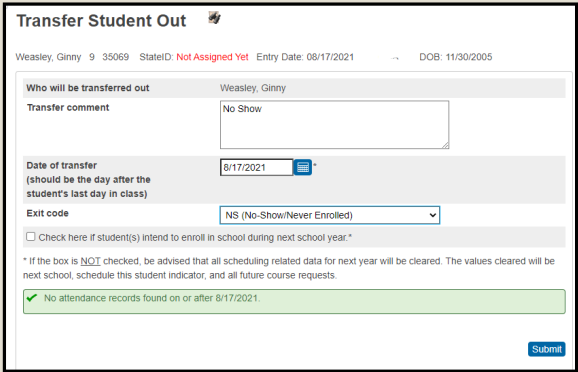 Transfer Student Out
Weasley, Ginny 9 35069 StateID: Not Assigned Yet Entry Date: 08/17/2021 → DOB: 11/30/2005
Who will be transferred out Weasley, Ginny
Transfer comment No Show
Date of transfer 8/17/2021 *
(should be the day after the
student's last day in class)
Exit code NS (No-Show/Never Enrolled)
Check here if student(s) intend to enroll in school during next school year.*
* If the box is NOT checked, be advised that all scheduling related data for next year will be cleared. The values cleared will be
next school, schedule this student indicator, and all future course requests.
No attendance records found on or after 8/17/2021.
Submit